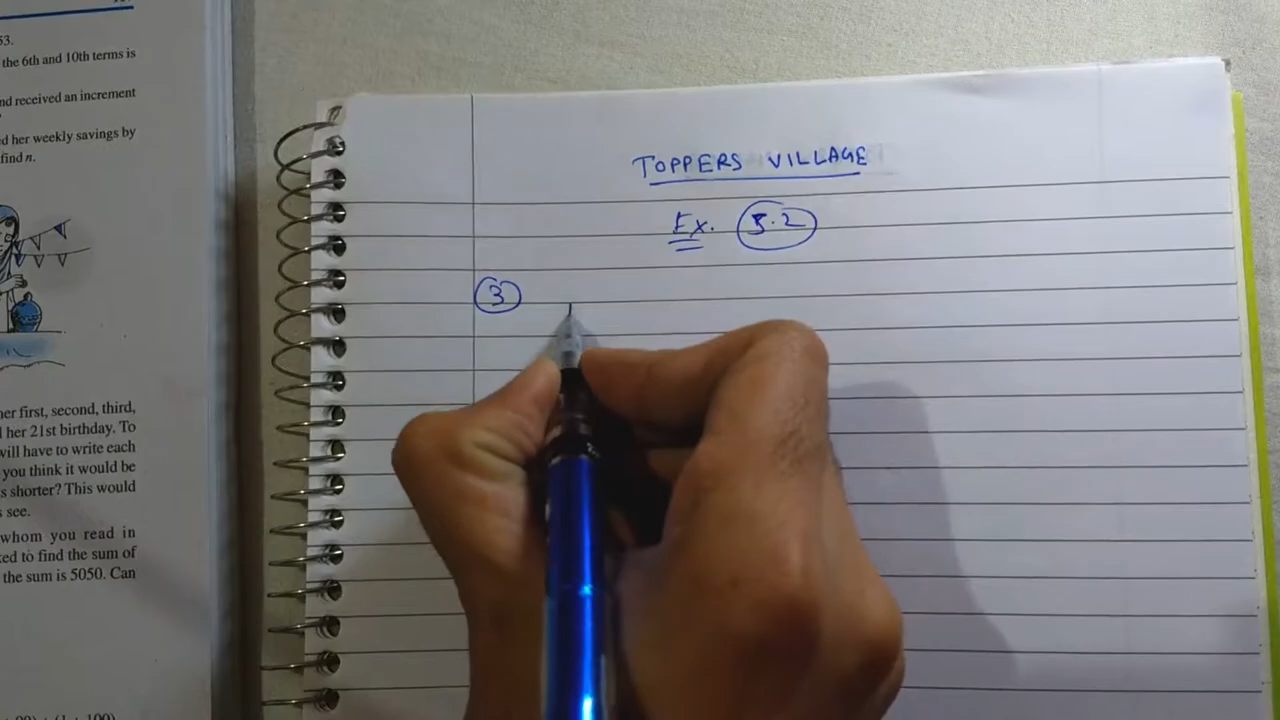 53.
the 6th and 10th terms is
nd received an increment
d her weekly savings by
find n.
er first, second, third,
her 21st birthday. To
will have to write each
you think it would be
s shorter? This would
see.
whom you read in
ed to find the sum of
the sum is 5050. Can
TOPPERS VILLAGE
Ex. 5.2
3